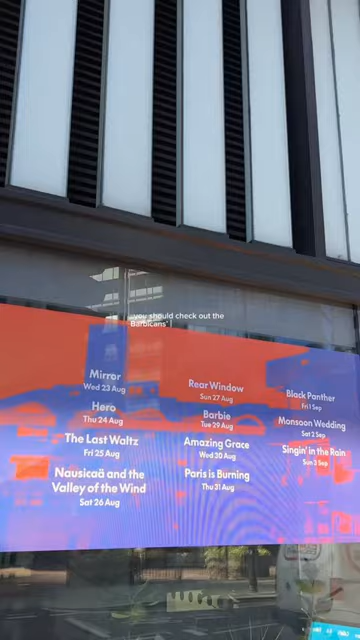 you should check out the
Barbicans'
Mirror
Wed 23 Aug
Hero
Thu 24 Aug
The Last Waltz
Fri 25 Aug
Nausicaä and the
Valley of the Wind
Sat 26 Aug
Rear Window
Sun 27 Aug
Barbie
Tue 29 Aug
Amazing Grace
Wed 30 Aug
Paris is Burning
Thu 31 Aug
Black Panther
Fri 1 Sep
Monsoon Wedding
Sat 2 Sep
Singin' in the Rain
Sun 3 Sep